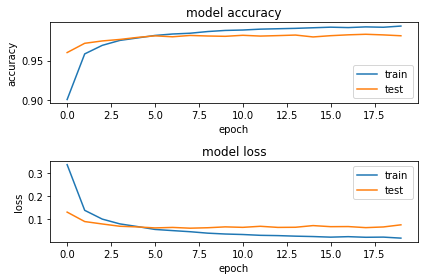 model accuracy
accuracy
0.95
0.90
train
test
0.0 2.5 5.0 7.5 10.0 12.5 15.0 17.5
epoch
model loss
loss
0.3
0.2
0.1
train
test
0.0 2.5 5.0 7.5 10.0 12.5 15.0 17.5
epoch